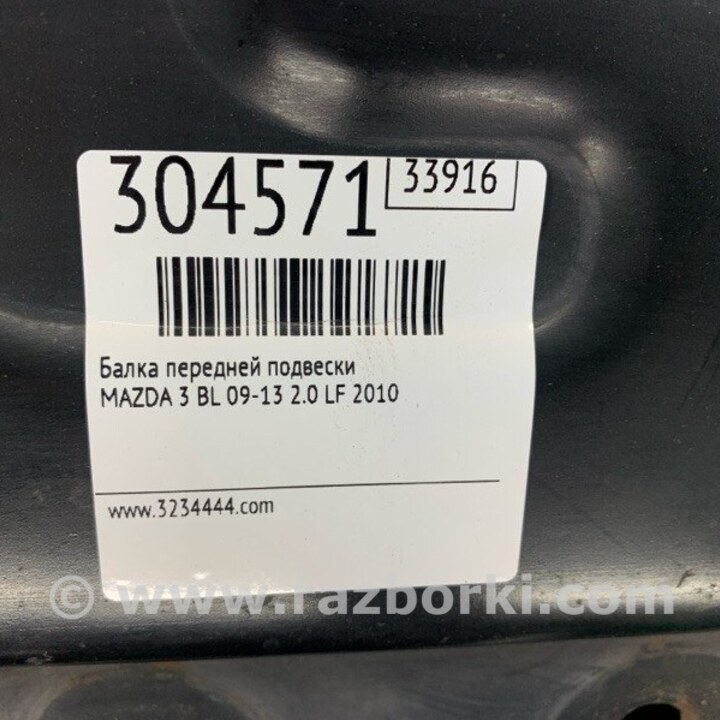 304571
33916
Балка передней подвески
MAZDA 3 BL 09-13 2.0 LF 2010
www.3234444.com
© www.razborki.com